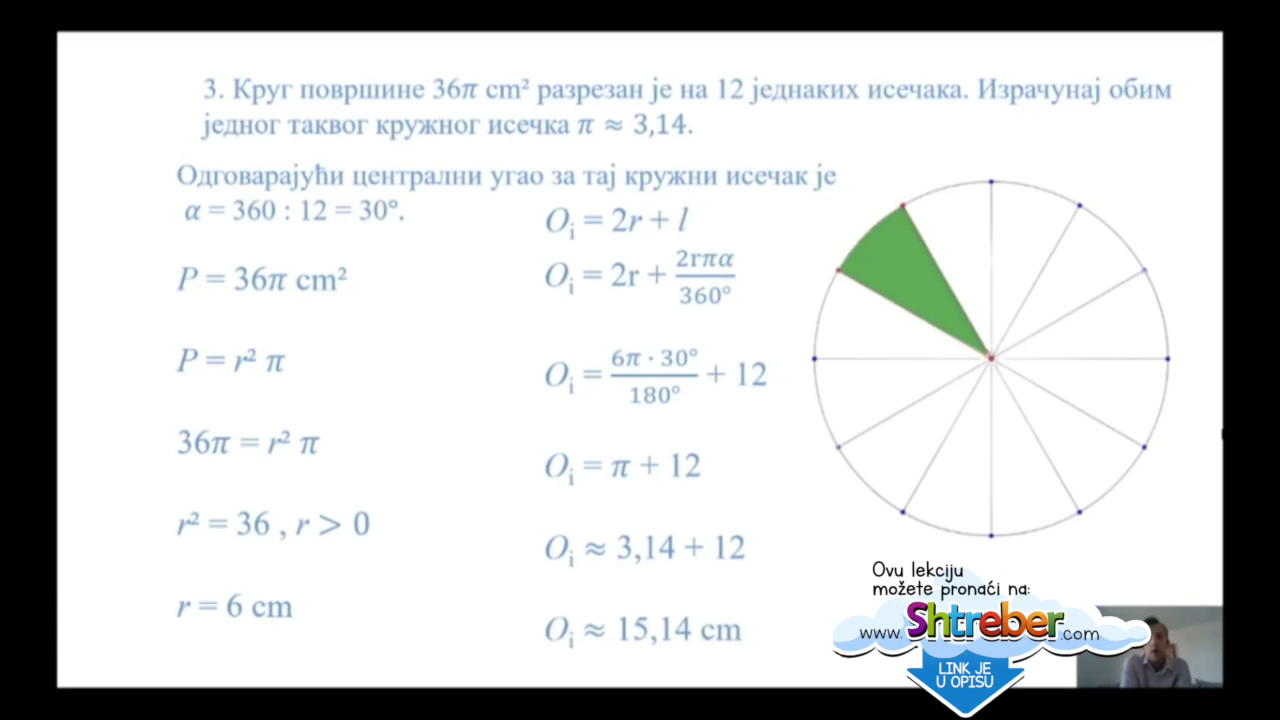 3. Круг површине 36π cm² разрезан је на 12 једнаких исечака. Израчунај обим
једног таквог кружног исечка π ≈ 3,14.
Одговарајући централни угао за тај кружни исечак је
α = 360 : 12 = 30°.
P = 36π cm²
P = r² π
36π = r² π
r² = 36 , r > 0
r = 6 cm
Oᵢ = 2r + l
Oᵢ = 2r + 2rπα/360°
Oᵢ = 6π · 30°/180° + 12
Oᵢ = π + 12
Oᵢ ≈ 3,14 + 12
Oᵢ ≈ 15,14 cm
Ovu lekciju
možete pronaći na:
www.Shtreber.com
LINK JE
U OPISU